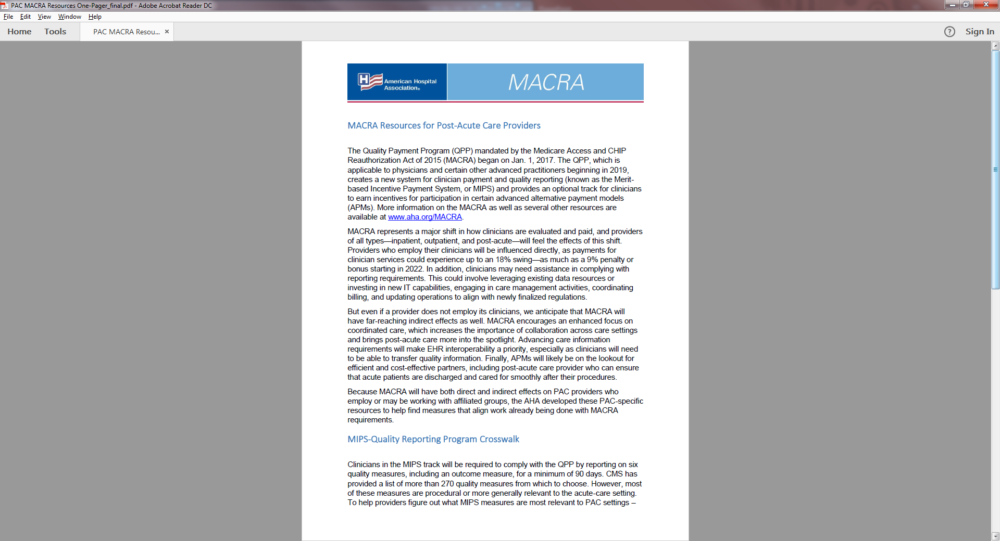 PAC MACRA Resources One-Pager_final.pdf - Adobe Acrobat Reader DC
File Edit View Window Help
Home Tools PAC MACRA Resou... × ? Sign In
H American Hospital
Association®
MACRA
MACRA Resources for Post-Acute Care Providers
The Quality Payment Program (QPP) mandated by the Medicare Access and CHIP
Reauthorization Act of 2015 (MACRA) began on Jan. 1, 2017. The QPP, which is
applicable to physicians and certain other advanced practitioners beginning in 2019,
creates a new system for clinician payment and quality reporting (known as the Merit-
based Incentive Payment System, or MIPS) and provides an optional track for clinicians
to earn incentives for participation in certain advanced alternative payment models
(APMs). More information on the MACRA as well as several other resources are
available at www.aha.org/MACRA.
MACRA represents a major shift in how clinicians are evaluated and paid, and providers
of all types—inpatient, outpatient, and post-acute—will feel the effects of this shift.
Providers who employ their clinicians will be influenced directly, as payments for
clinician services could experience up to an 18% swing—as much as a 9% penalty or
bonus starting in 2022. In addition, clinicians may need assistance in complying with
reporting requirements. This could involve leveraging existing data resources or
investing in new IT capabilities, engaging in care management activities, coordinating
billing, and updating operations to align with newly finalized regulations.
But even if a provider does not employ its clinicians, we anticipate that MACRA will
have far-reaching indirect effects as well. MACRA encourages an enhanced focus on
coordinated care, which increases the importance of collaboration across care settings
and brings post-acute care more into the spotlight. Advancing care information
requirements will make EHR interoperability a priority, especially as clinicians will need
to be able to transfer quality information. Finally, APMs will likely be on the lookout for
efficient and cost-effective partners, including post-acute care provider who can ensure
that acute patients are discharged and cared for smoothly after their procedures.
Because MACRA will have both direct and indirect effects on PAC providers who
employ or may be working with affiliated groups, the AHA developed these PAC-specific
resources to help find measures that align work already being done with MACRA
requirements.
MIPS-Quality Reporting Program Crosswalk
Clinicians in the MIPS track will be required to comply with the QPP by reporting on six
quality measures, including an outcome measure, for a minimum of 90 days. CMS has
provided a list of more than 270 quality measures from which to choose. However, most
of these measures are procedural or more generally relevant to the acute-care setting.
To help providers figure out what MIPS measures are most relevant to PAC settings –